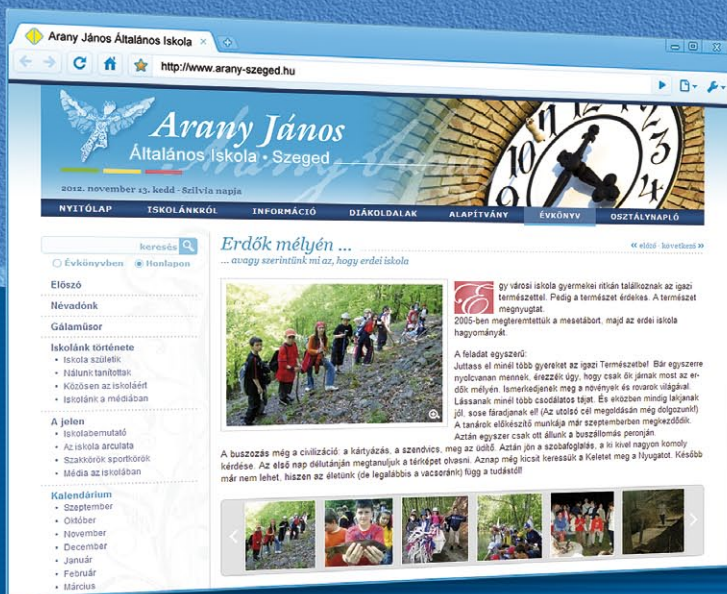 Arany János Általános Iskola
http://www.arany-szeged.hu
Arany János
Általános Iskola • Szeged
2012. november 13. kedd - Szilvia napja
10
NYITÓLAP ISKOLÁNKRÓL INFORMÁCIÓ DIÁKOLDALAK ALAPÍTVÁNY ÉVKÖNYV OSZTÁLYNAPLÓ
keresés
Évkönyvben Honlapon
Előszó
Névadónk
Gálaműsor
Iskolánk története
• Iskola születik
• Nálunk tanítottak
• Közösen az iskoláért
• Iskolánk a médiában
A jelen
• Iskolabemutató
• Az iskola arculata
• Szakkörök sportkörök
• Média az iskolában
Kalendárium
• Szeptember
• Október
• November
• December
• Január
• Február
• Március
Erdők mélyén ...
... avagy szerintünk mi az, hogy erdei iskola
« előző - következő »
Egy városi iskola gyermekei ritkán találkoznak az igazi
természettel. Pedig a természet érdekes. A természet
megnyugtat.
2005-ben megteremtettük a mesetábort, majd az erdei iskola
hagyományát.
A feladat egyszerű:
Juttass el minél több gyereket az igazi Természetbe! Bár egyszerre
nyolcvanan mennek, érezzék úgy, hogy csak ők járnak most az er-
dők mélyén. Ismerkedjenek meg a növények és rovarok világával.
Lássanak minél több csodálatos tájat. És eközben mindig lakjanak
jól, sose fáradjanak el! (Az utolsó cél megoldásán még dolgozunk!)
A tanárok előkészítő munkája már szeptemberben megkezdődik.
Aztán egyszer csak ott állunk a buszállomás peronján.
A buszozás még a civilizáció: a kártyázás, a szendvics, meg az üdítő. Aztán jön a szobafoglalás, a ki kivel nagyon komoly
kérdése. Az első nap délutánján megtanuljuk a térképet olvasni. Aznap még kicsit keressük a Keletet meg a Nyugatot. Később
már nem lehet, hiszen az életünk (de legalábbis a vacsoránk) függ a tudástól!